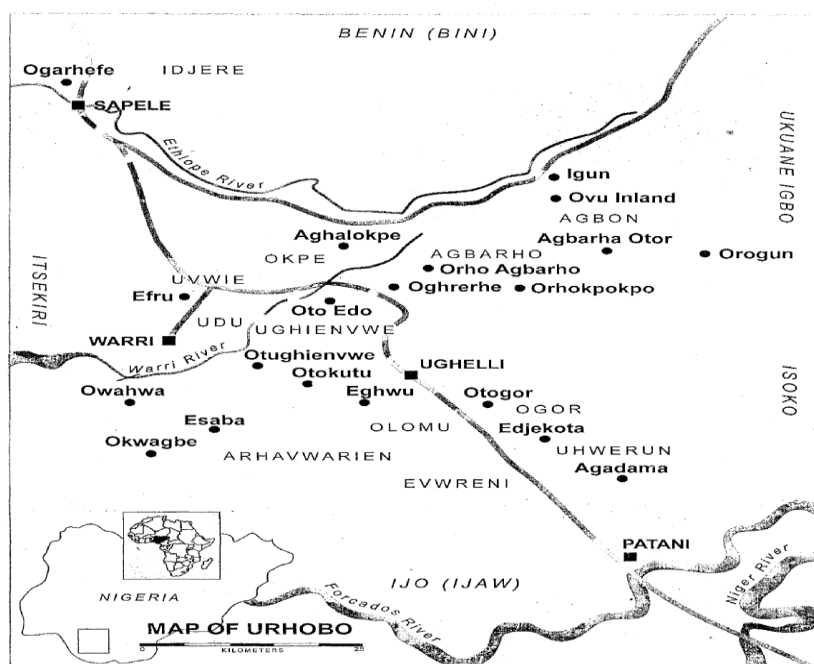 BENIN (BINI)
Ogarhefe
IDJERE
SAPELE
Ethiope River
UKUANE IGBO
Igun
Ovu Inland
AGBON
Aghalokpe
OKPE
AGBARHO
Agbarha Otor
Orogun
Orho Agbarho
ITSEKIRI
UVWIE
Efru
Oghrerhe
Orhokpokpo
Oto Edo
UDU
UGHIENVWE
WARRI
Warri River
Otughienvwe
UGHELLI
Otokutu
ISOKO
Owahwa
Eghwu
Otogor
OGOR
Esaba
OLOMU
Edjekota
Okwagbe
ARHAVWARIEN
UHWERUN
Agadama
EVWRENI
PATANI
Niger River
IJO (IJAW)
Forcados River
NIGERIA
MAP OF URHOBO
0
25
KILOMETERS